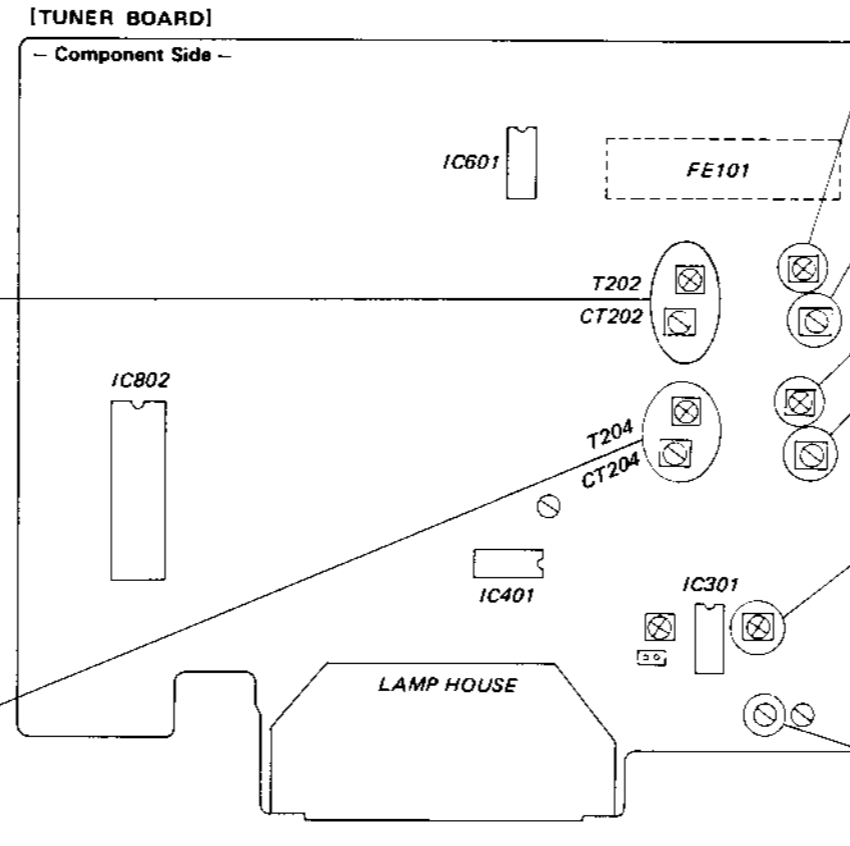 [TUNER BOARD]
– Component Side –
IC601
FE101
T202
CT202
IC802
T204
CT204
IC401
IC301
LAMP HOUSE